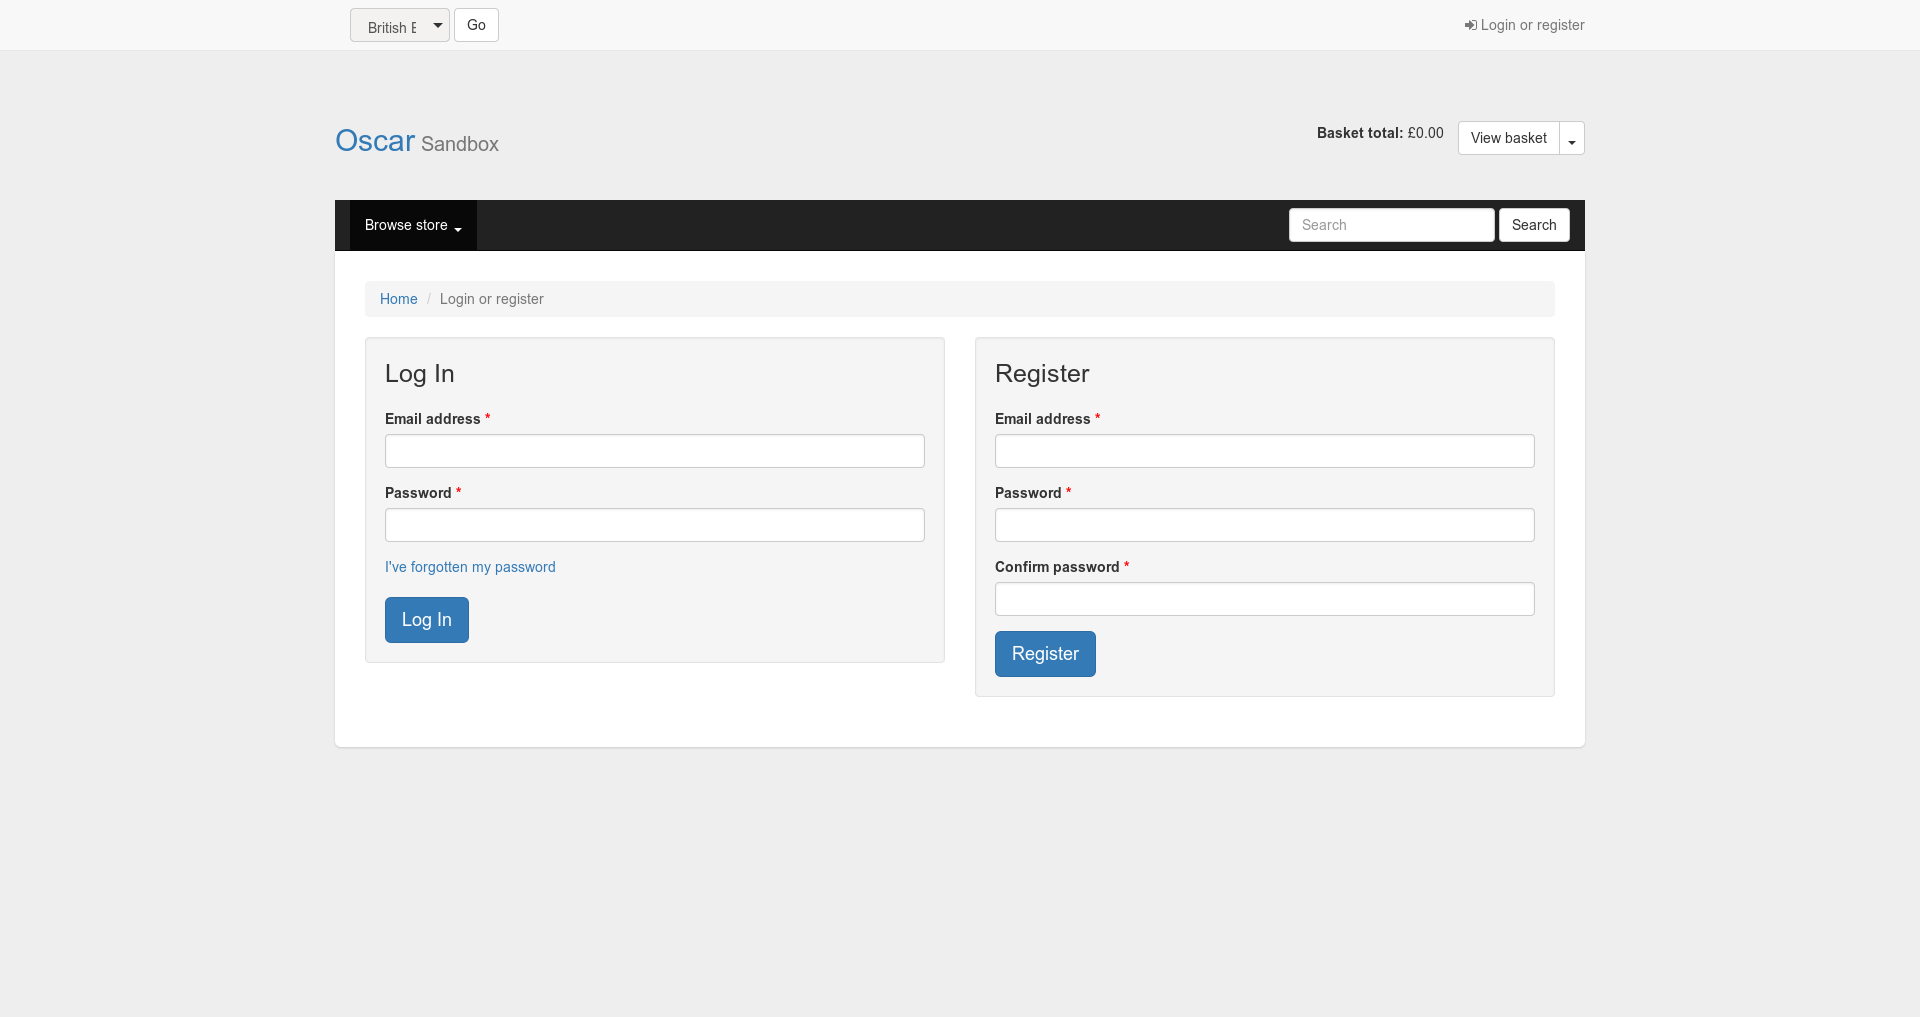 British E
Go
Login or register
Oscar Sandbox
Basket total: £0.00
View basket
Browse store
Search
Search
Home / Login or register
Log In
Email address *
Password *
I've forgotten my password
Log In
Register
Email address *
Password *
Confirm password *
Register